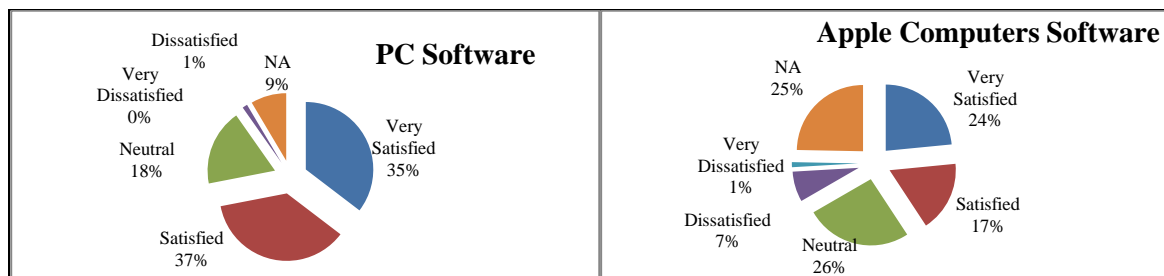 PC Software
Dissatisfied
1%
NA
9%
Very
Dissatisfied
0%
Neutral
18%
Very
Satisfied
35%
Satisfied
37%
Apple Computers Software
NA
25%
Very
Satisfied
24%
Very
Dissatisfied
1%
Dissatisfied
7%
Neutral
26%
Satisfied
17%